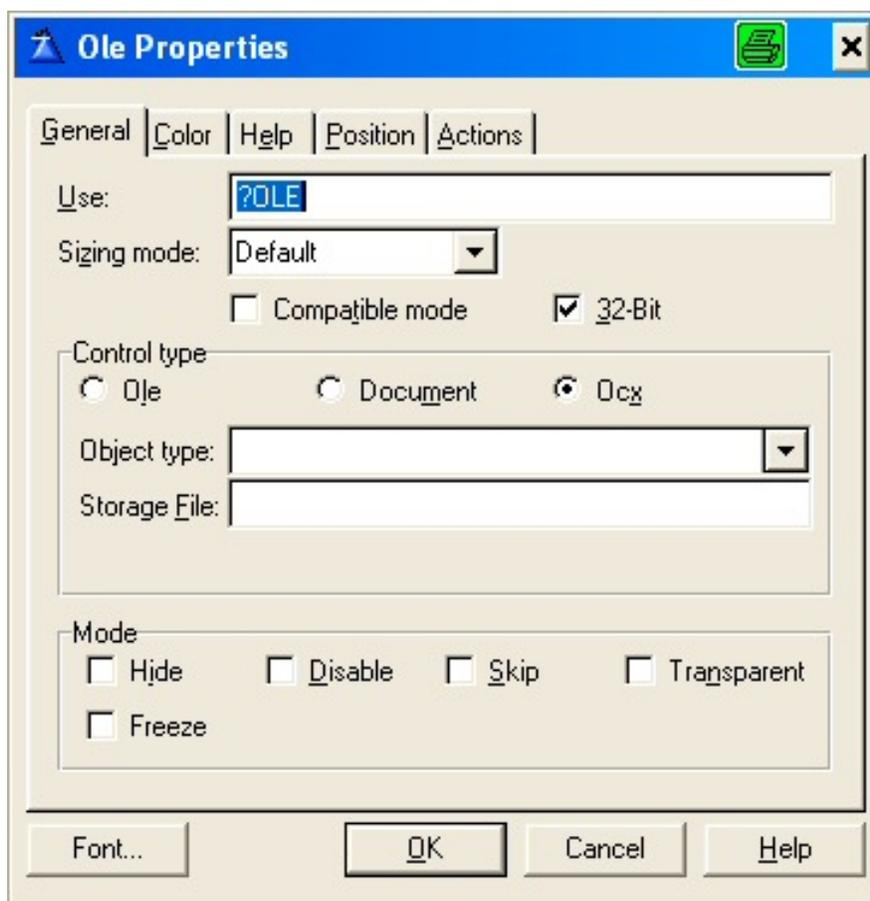 Ole Properties
General Color Help Position Actions
Use: ?OLE
Sizing mode: Default
Compatible mode 32-Bit
Control type
Ole Document Ocx
Object type:
Storage File:
Mode
Hide Disable Skip Transparent
Freeze
Font... OK Cancel Help